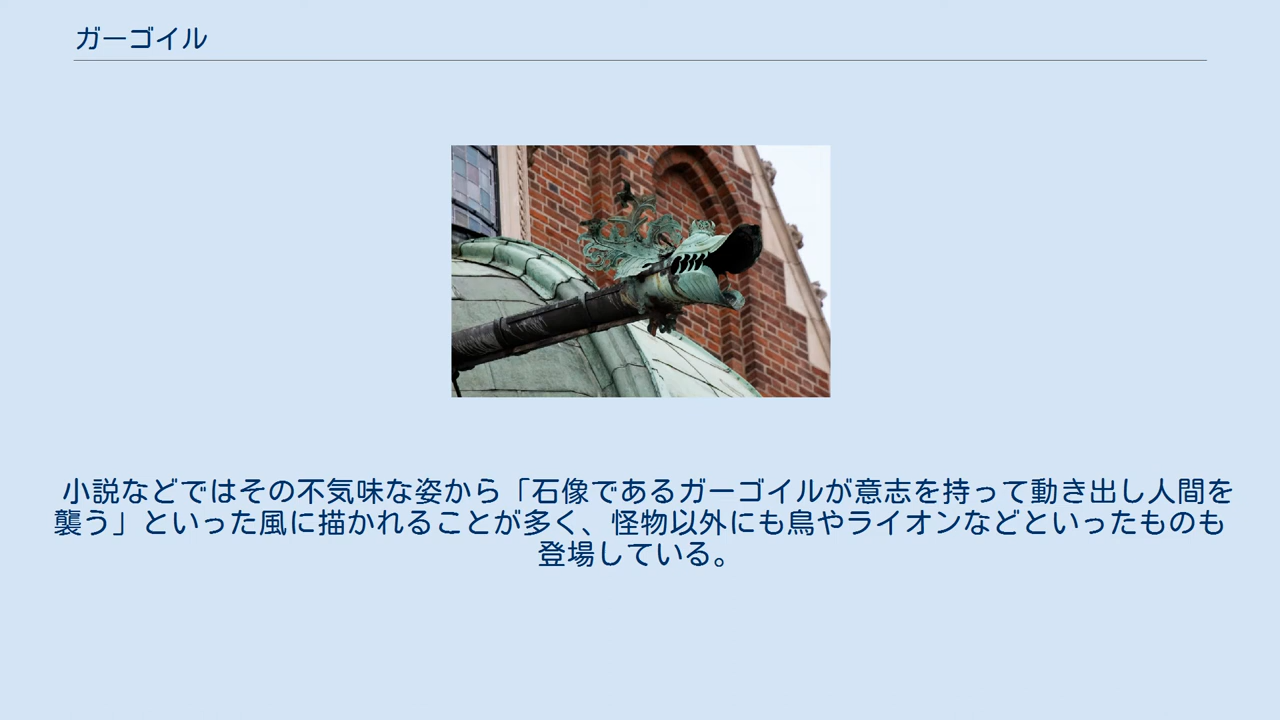 ガーゴイル
小説などではその不気味な姿から「石像であるガーゴイルが意志を持って動き出し人間を
襲う」といった風に描かれることが多く、怪物以外にも鳥やライオンなどといったものも
登場している。